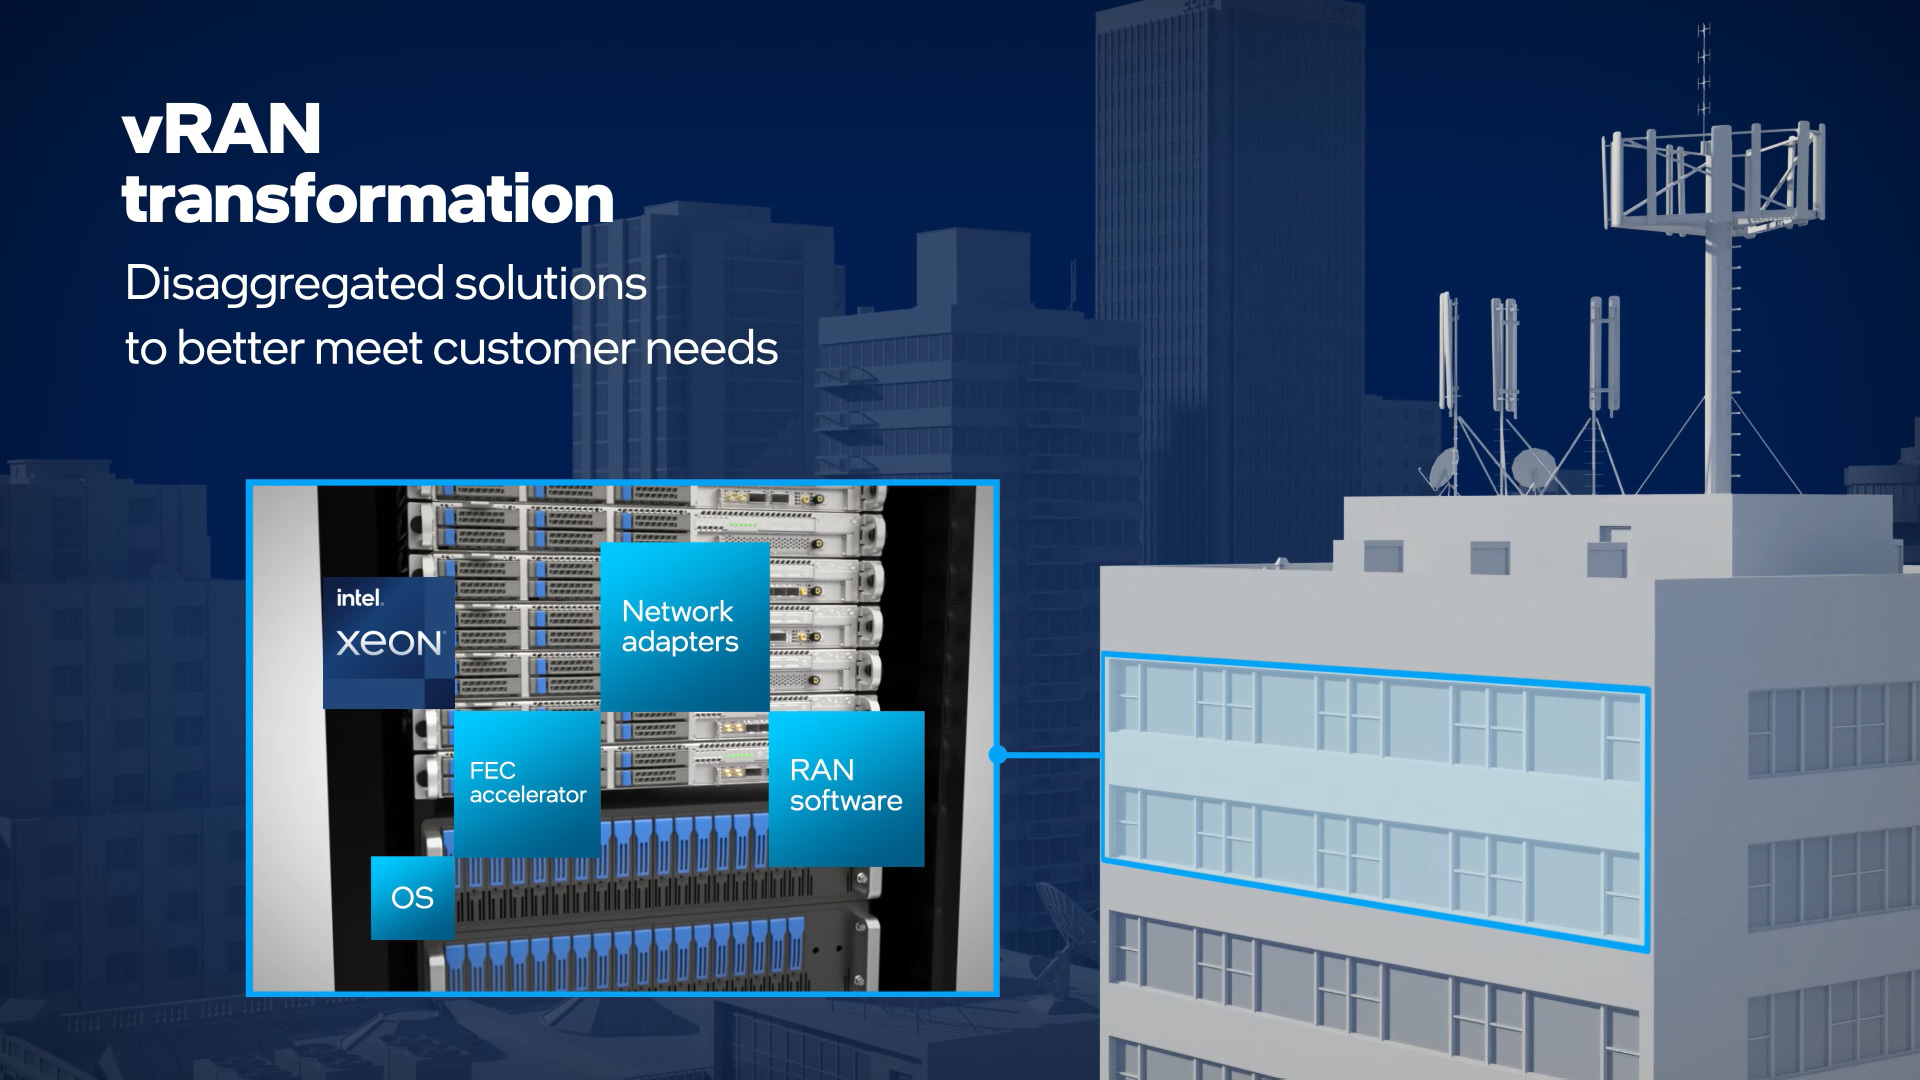 vRAN
transformation
Disaggregated solutions
to better meet customer needs
intel.
xeon
Network
adapters
FEC
accelerator
RAN
software
OS